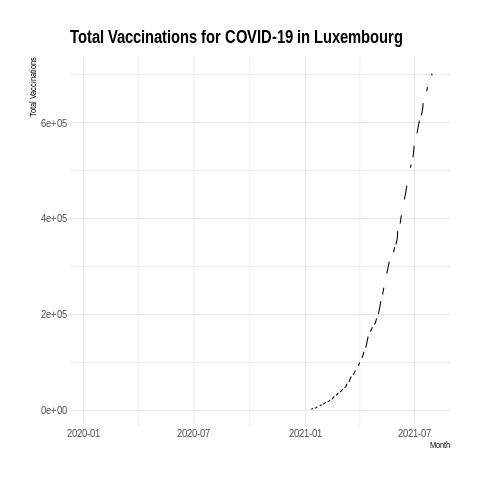 Total Vaccinations for COVID-19 in Luxembourg
Total Vaccinations
6e+05
4e+05
2e+05
0e+00
2020-01
2020-07
2021-01
2021-07
Month